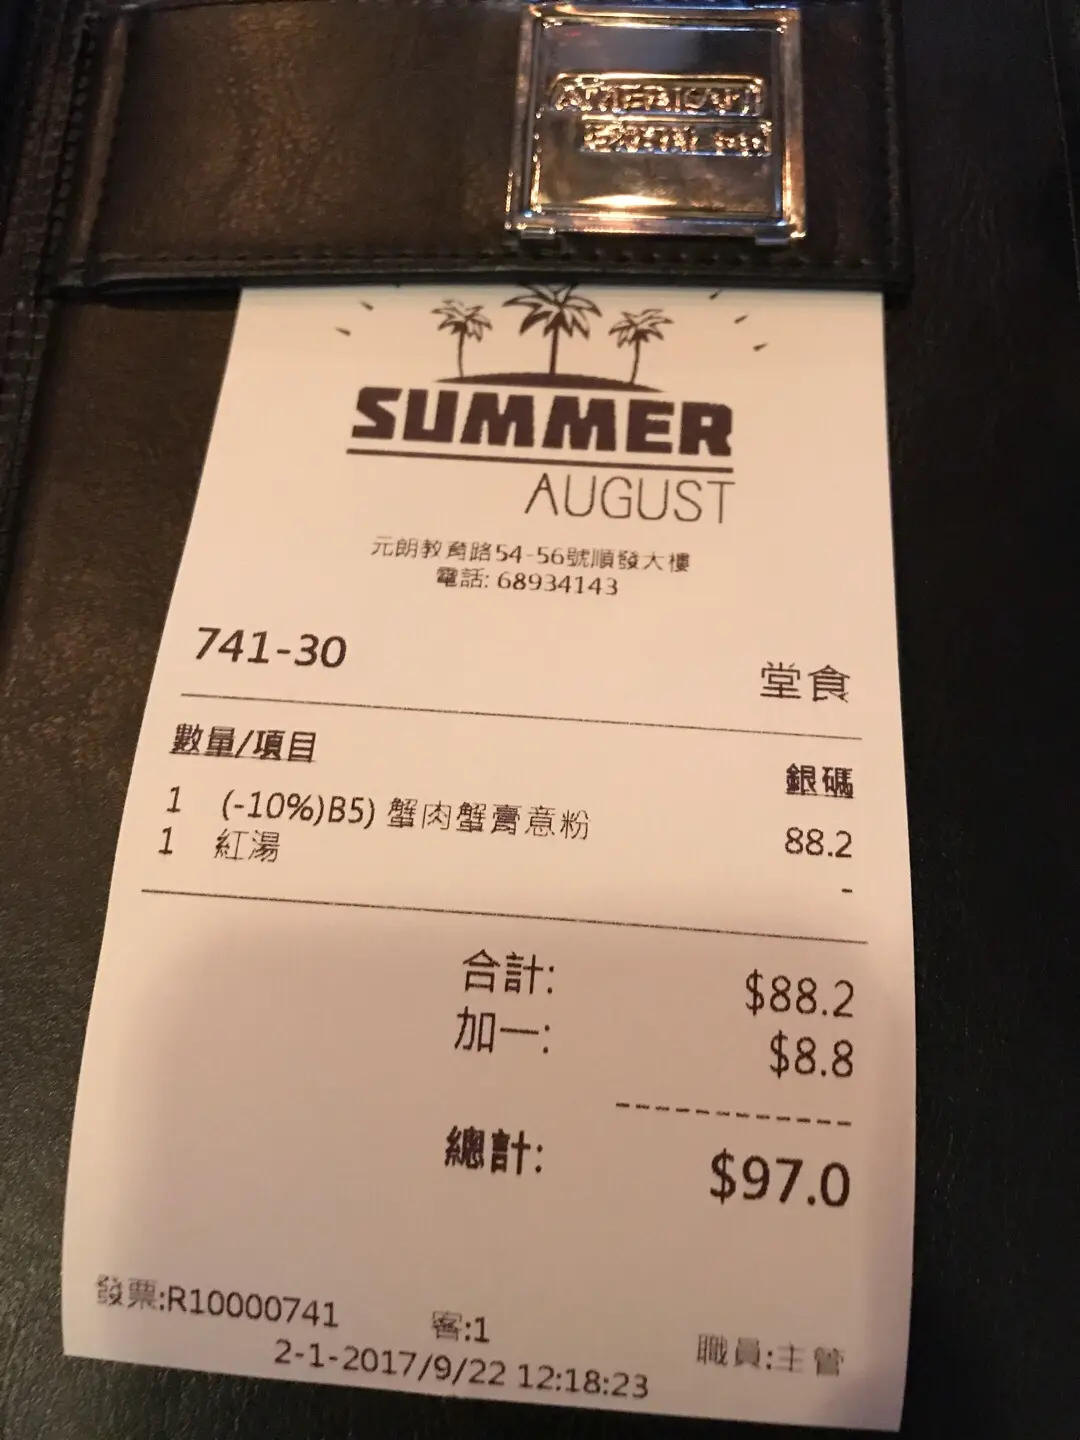 AMERICAN
EXPRESS
SUMMER
AUGUST
元朗教育路54-56號順發大樓
電話: 68934143
741-30
堂食
數量/項目 銀碼
1 (-10%)B5) 蟹肉蟹膏意粉 88.2
1 紅湯 -
合計: $88.2
加一: $8.8
------------
總計: $97.0
發票:R10000741 客:1 職員:主管
2-1-2017/9/22 12:18:23